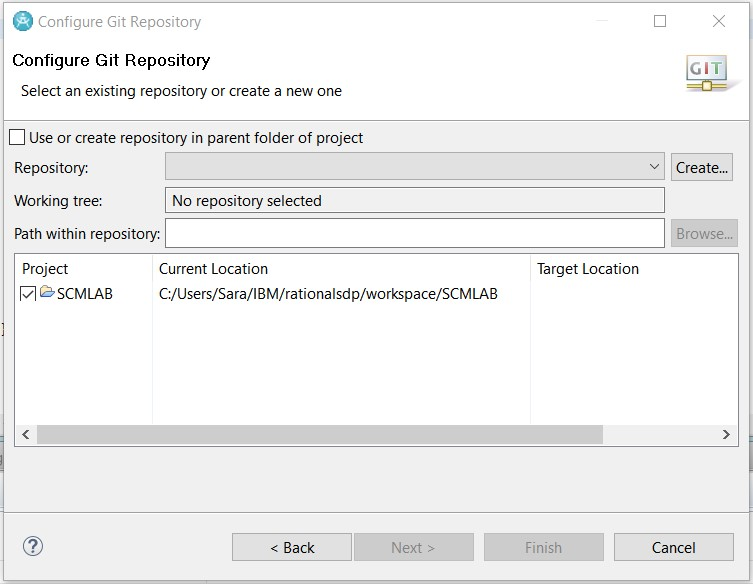 Configure Git Repository
Configure Git Repository
Select an existing repository or create a new one
GIT
Use or create repository in parent folder of project
Repository: Create...
Working tree: No repository selected
Path within repository: Browse...
Project Current Location Target Location
SCMLAB C:/Users/Sara/IBM/rationalsdp/workspace/SCMLAB
? < Back Next > Finish Cancel